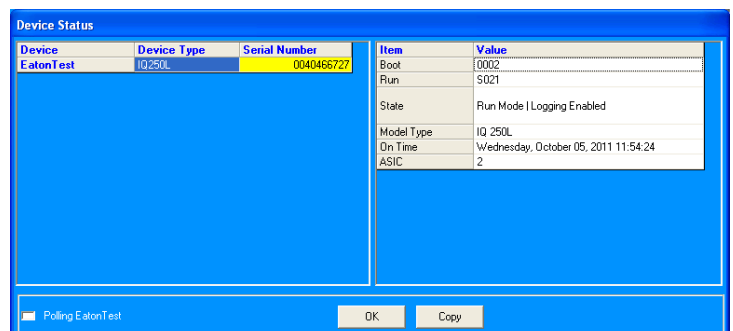 Device Status
Device Device Type Serial Number
EatonTest IQ250L 0040466727
Item Value
Boot 0002
Run S021
State Run Mode | Logging Enabled
Model Type IQ 250L
On Time Wednesday, October 05, 2011 11:54:24
ASIC 2
Polling EatonTest
OK Copy